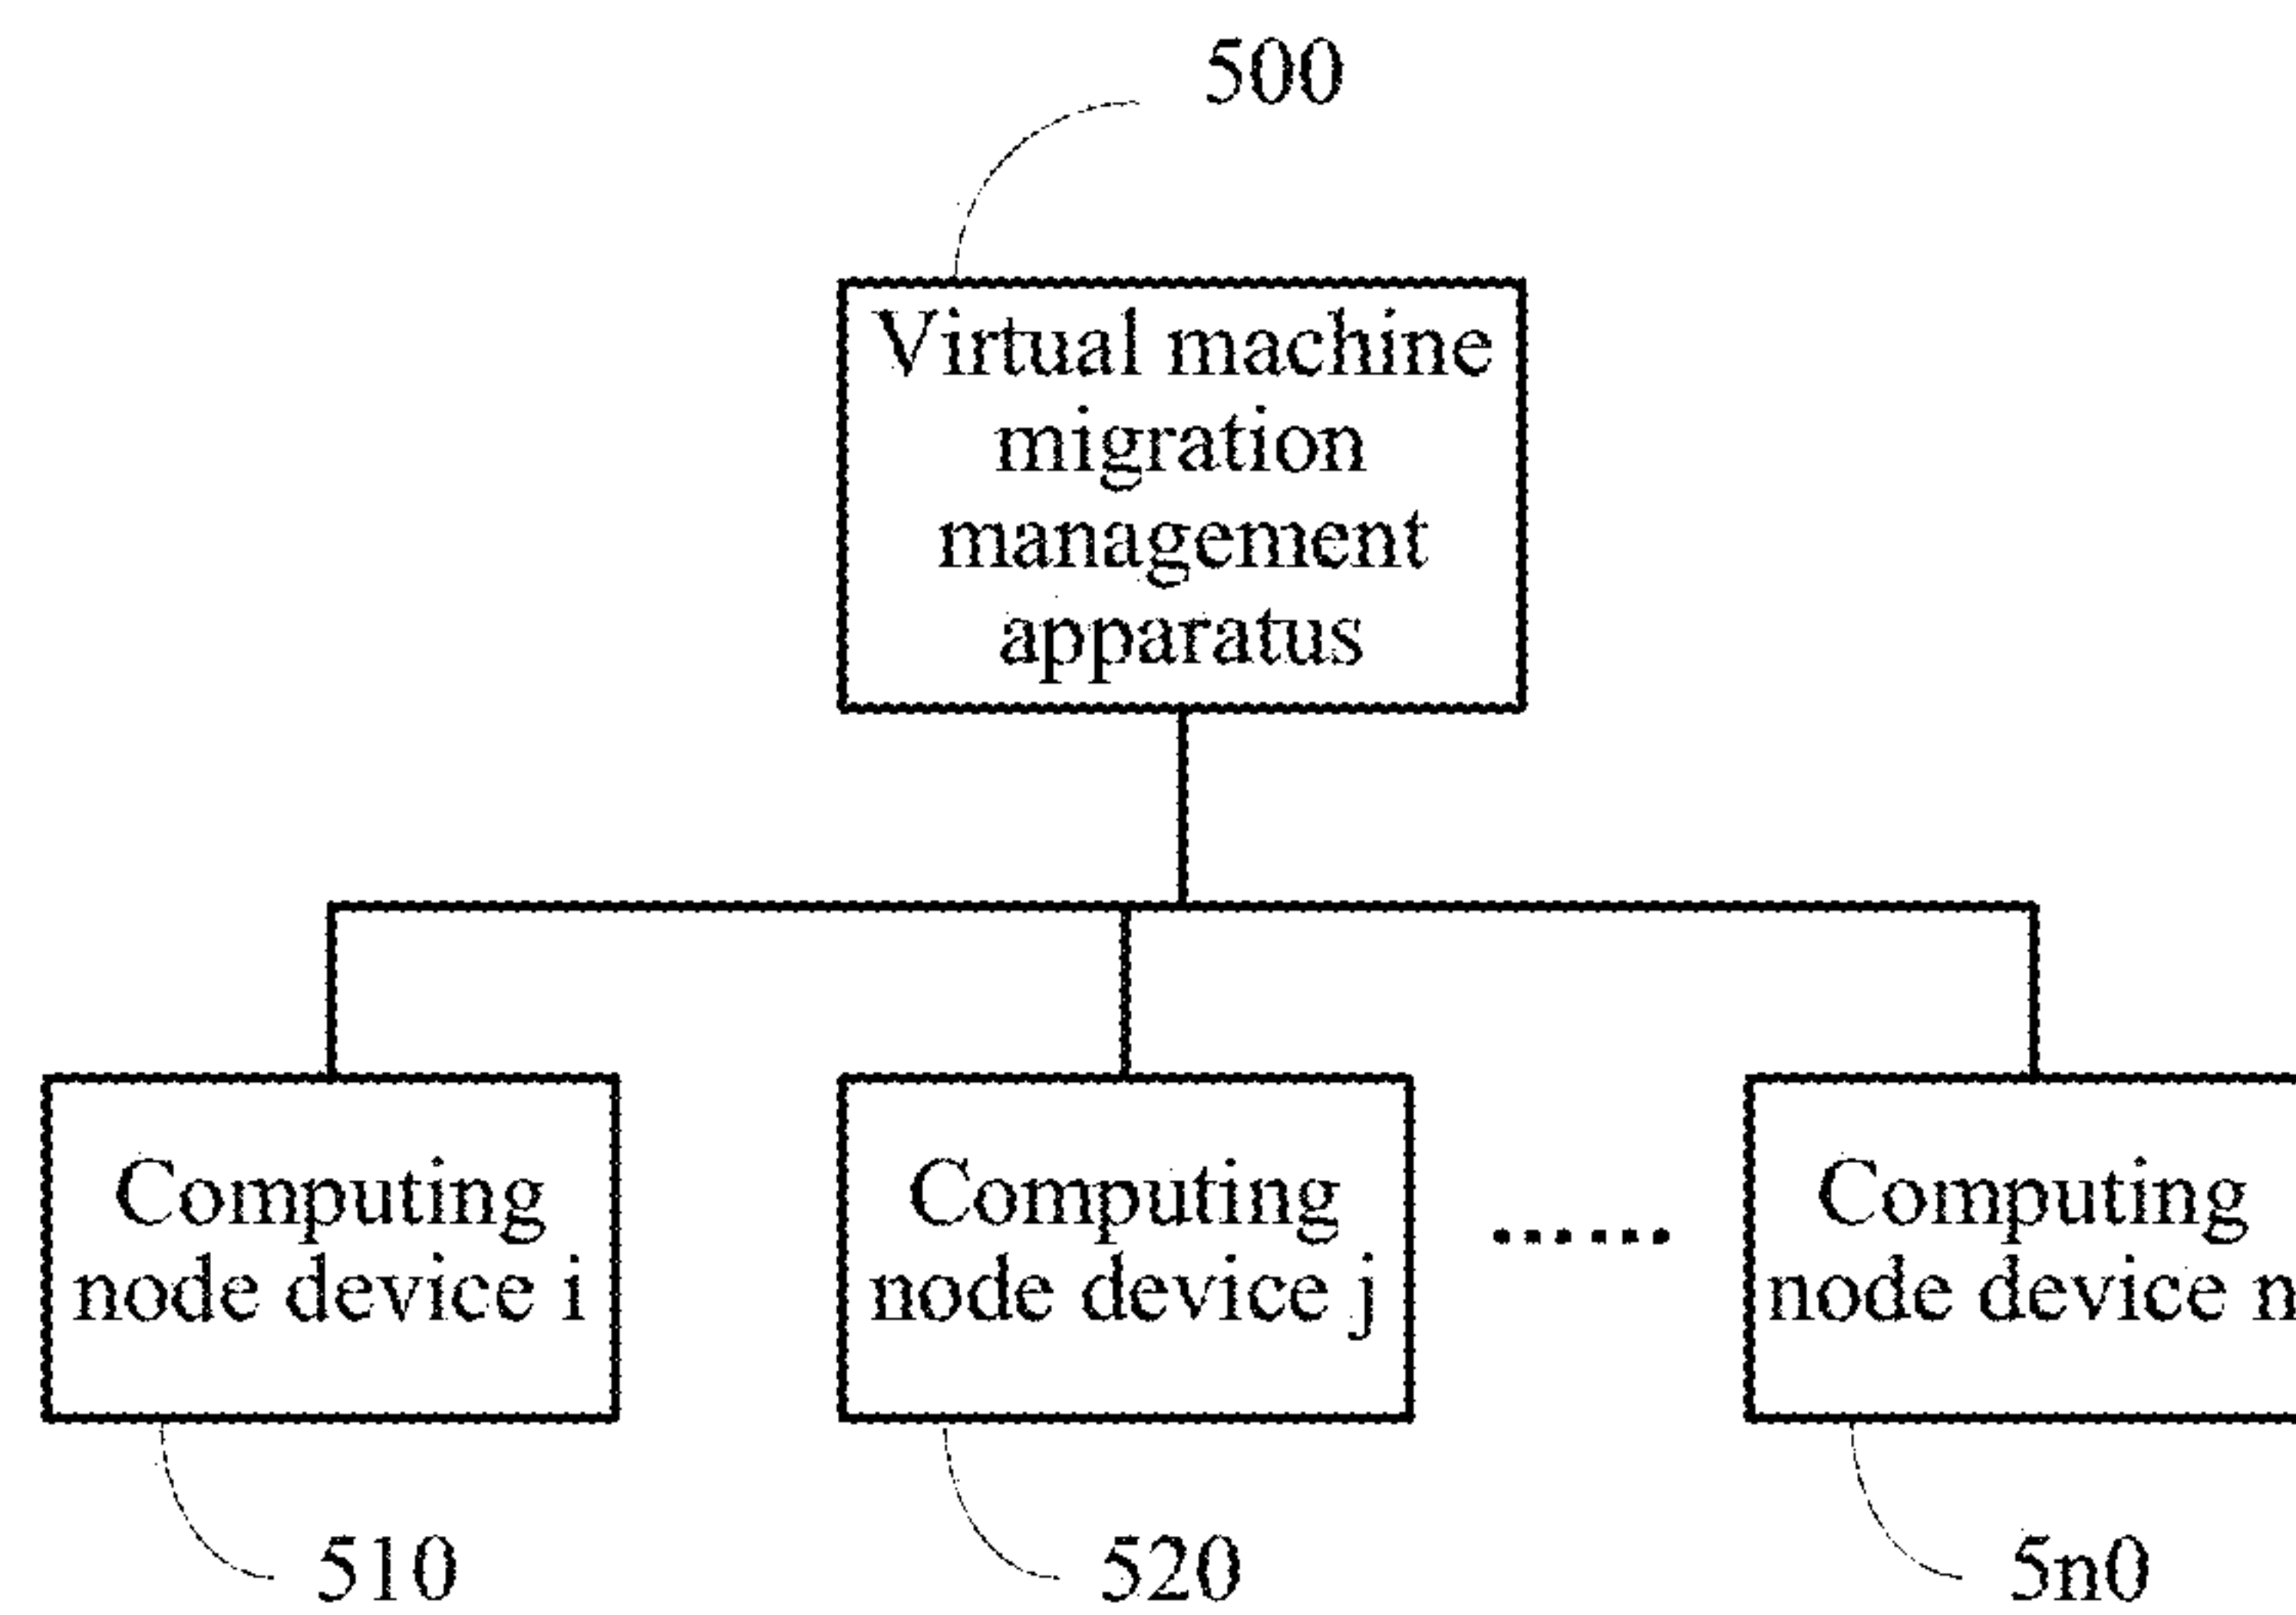 500
Virtual machine
migration
management
apparatus
Computing
node device i
Computing
node device j
......
Computing
node device n
510
520
5n0